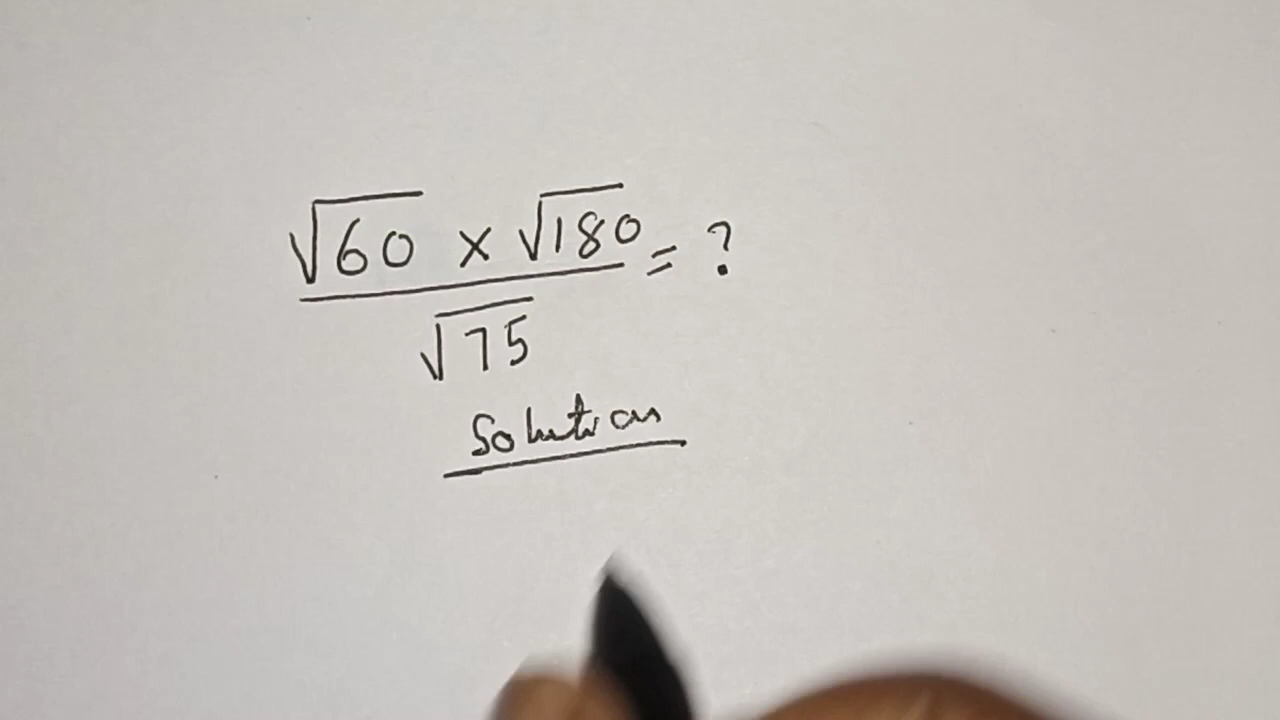 √60 × √180 = ?
√75
Solution